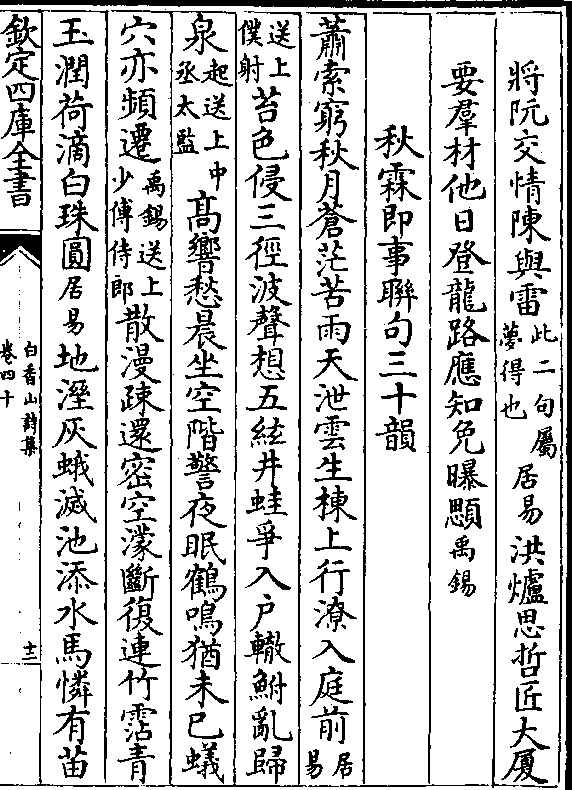 將阮交情陳與雷此二句屬夢得也居易洪爐思哲匠大厦
要羣材他日登龍路應知免曝顋禹錫
秋霖即事聯句三十韻
蕭索窮秋月蒼茫苦雨天泄雲生棟上行潦入庭前居易
送上僕射苔色侵三徑波聲想五絃井蛙爭入户轍鮒亂歸
泉起送上中丞太監髙響愁晨坐空階警夜眠鶴鳴猶未已蟻
穴亦頻遷禹錫送上少傅侍郎散漫疎還密空濛斷復連竹霑青
玉潤荷滴白珠圓居易地溼灰蛾滅池添水馬憐有苗
欽定四庫全書
白香山詩集
卷四十
十二